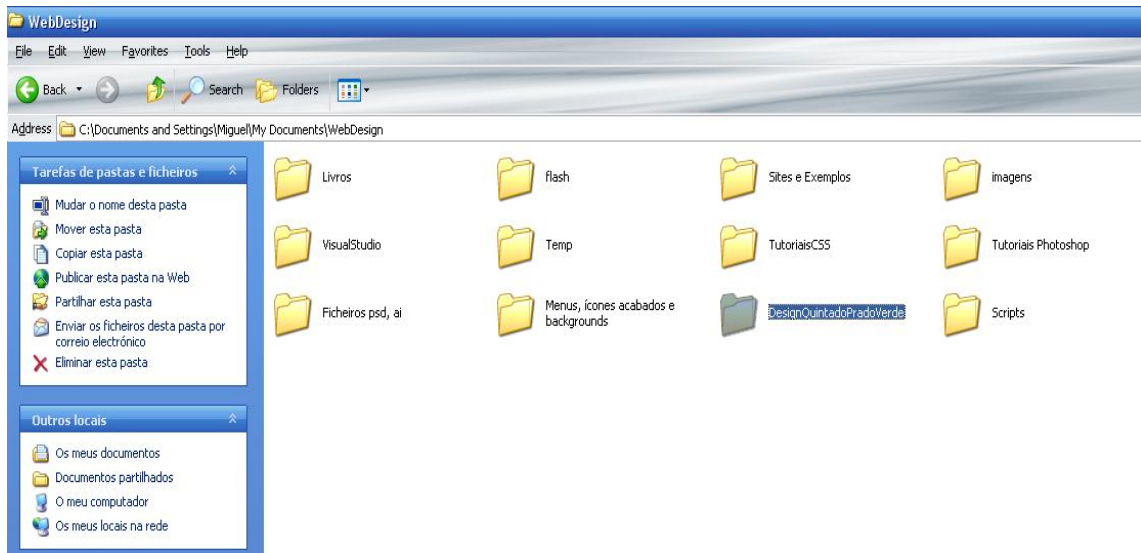 WebDesign
File Edit View Favorites Tools Help
Back Search Folders
Address C:\Documents and Settings\Miguel\My Documents\WebDesign
Tarefas de pastas e ficheiros
Mudar o nome desta pasta
Mover esta pasta
Copiar esta pasta
Publicar esta pasta na Web
Partilhar esta pasta
Enviar os ficheiros desta pasta por
correio electrónico
Eliminar esta pasta
Outros locais
Os meus documentos
Documentos partilhados
O meu computador
Os meus locais na rede
Livros flash Sites e Exemplos imagens
VisualStudio Temp TutoriaisCSS Tutoriais Photoshop
Ficheiros psd, ai Menus, ícones acabados e
backgrounds DesignQuintadoPradoVerde Scripts